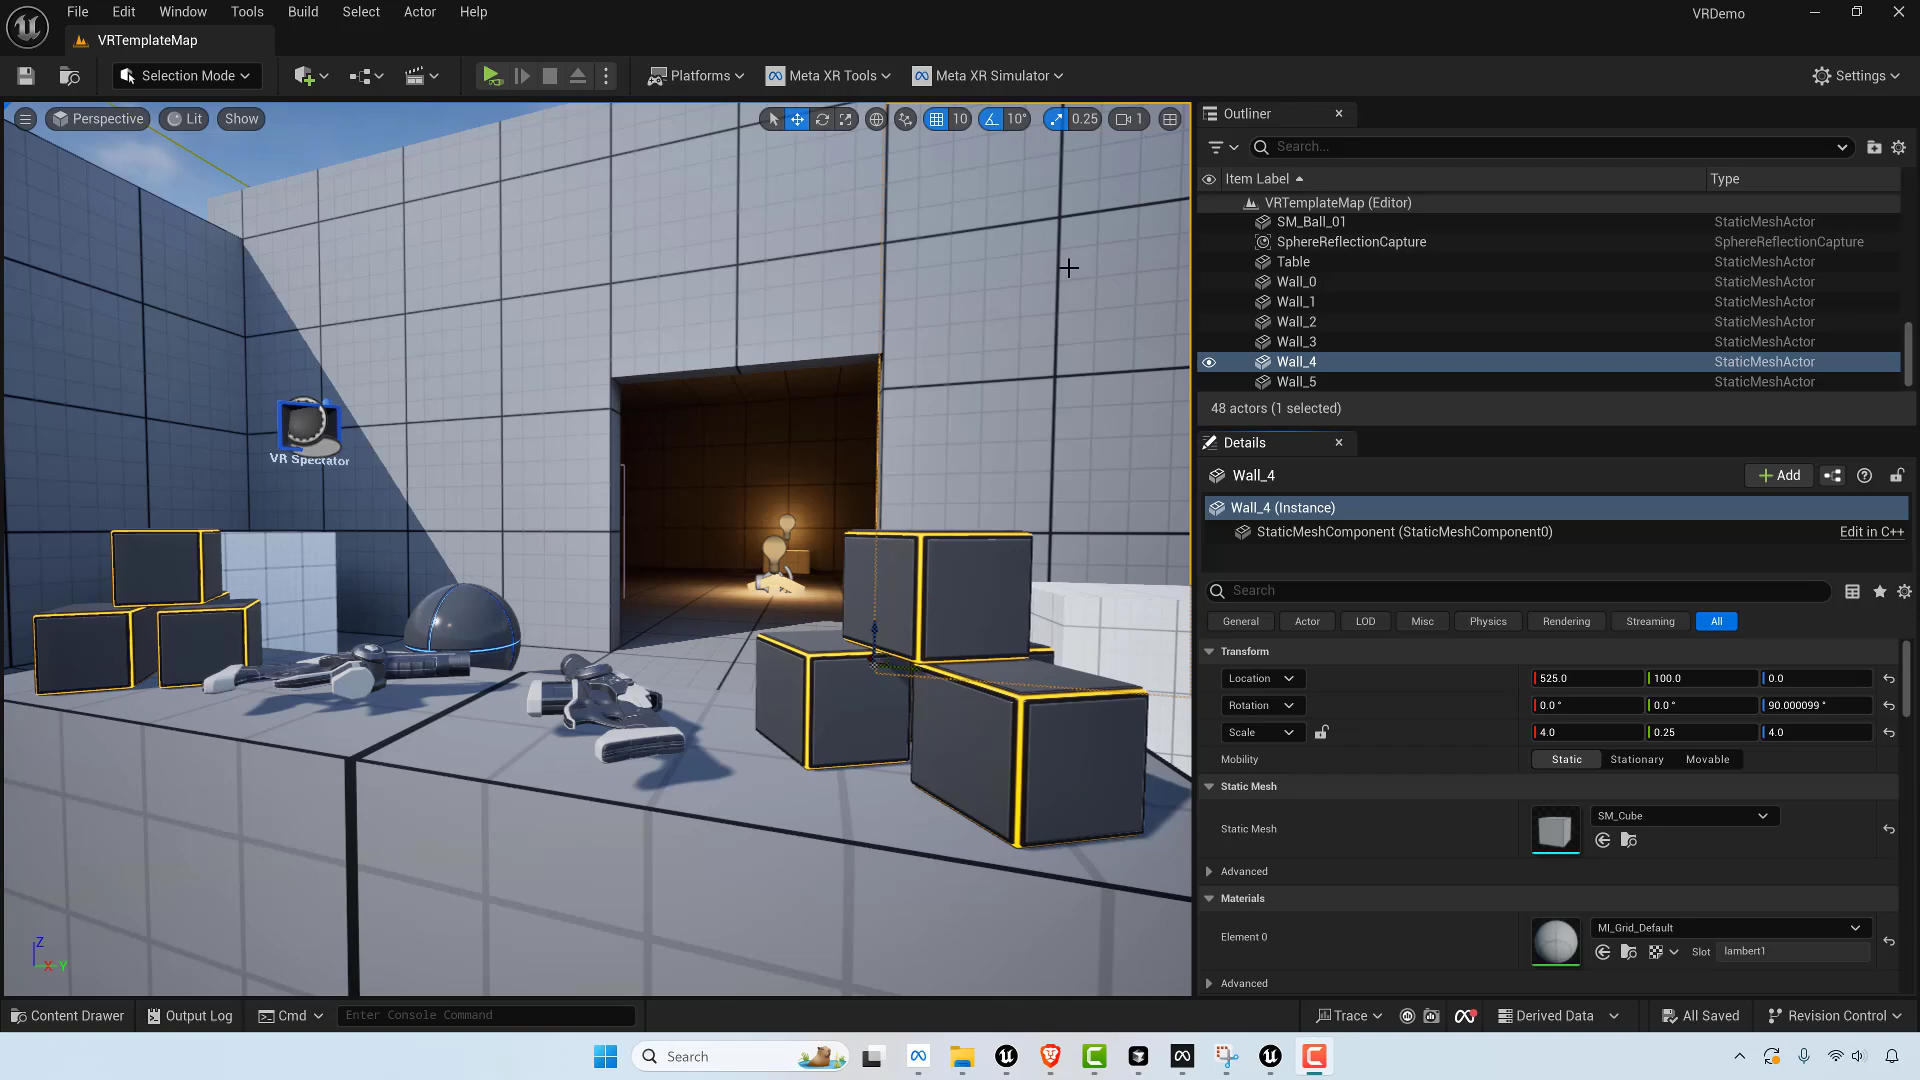 File Edit Window Tools Build Select Actor Help
VRDemo
VRTemplateMap
Selection Mode
Platforms
Meta XR Tools
Meta XR Simulator
Settings
Perspective
Lit
Show
10
10°
0.25
1
Outliner
Search...
Item Label
Type
VRTemplateMap (Editor)
SM_Ball_01 StaticMeshActor
SphereReflectionCapture SphereReflectionCapture
Table StaticMeshActor
Wall_0 StaticMeshActor
Wall_1 StaticMeshActor
Wall_2 StaticMeshActor
Wall_3 StaticMeshActor
Wall_4 StaticMeshActor
Wall_5 StaticMeshActor
48 actors (1 selected)
Details
Wall_4
Add
Wall_4 (Instance)
StaticMeshComponent (StaticMeshComponent0)
Edit in C++
Search
General Actor LOD Misc Physics Rendering Streaming All
Transform
Location 525.0 100.0 0.0
Rotation 0.0 ° 0.0 ° 90.000099 °
Scale 4.0 0.25 4.0
Mobility Static Stationary Movable
Static Mesh
Static Mesh SM_Cube
Advanced
Materials
Element 0 MI_Grid_Default
Slot lambert1
Advanced
VR Spectator
Z
X Y
Content Drawer
Output Log
Cmd
Enter Console Command
Trace
Derived Data
All Saved
Revision Control
Search